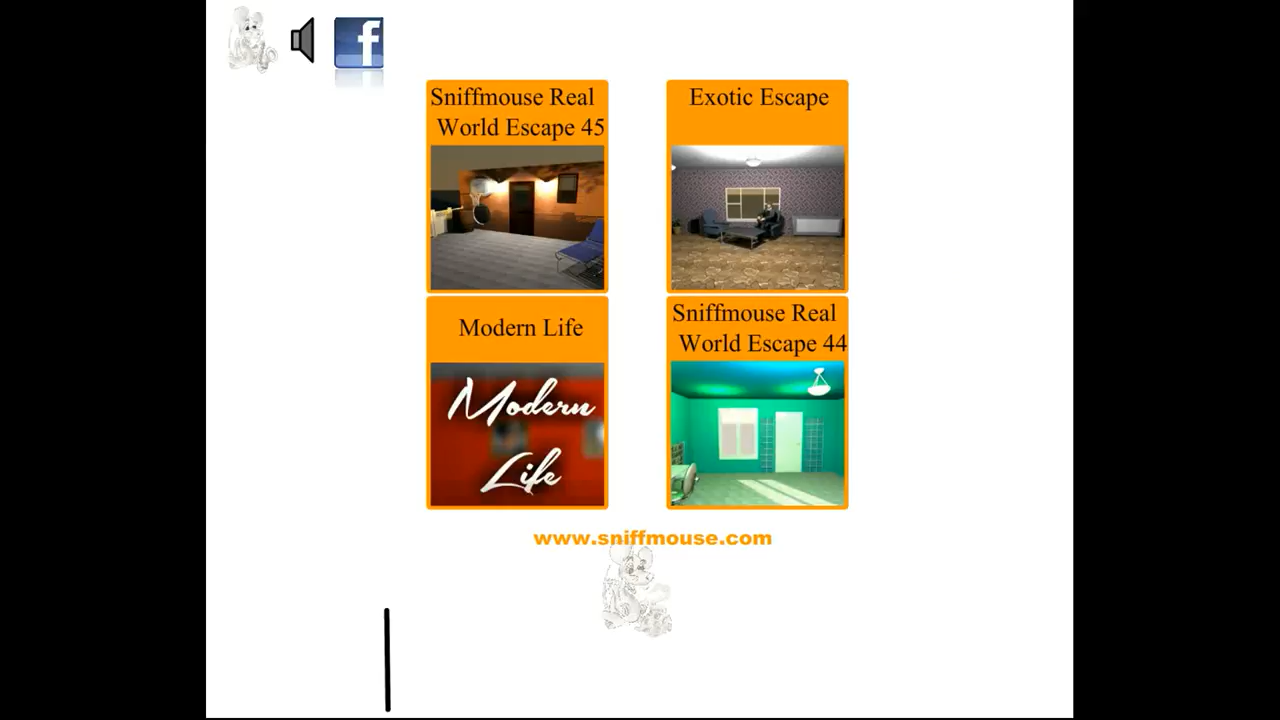 f
Sniffmouse Real
World Escape 45
Exotic Escape
Modern Life
Modern
Life
Sniffmouse Real
World Escape 44
www.sniffmouse.com